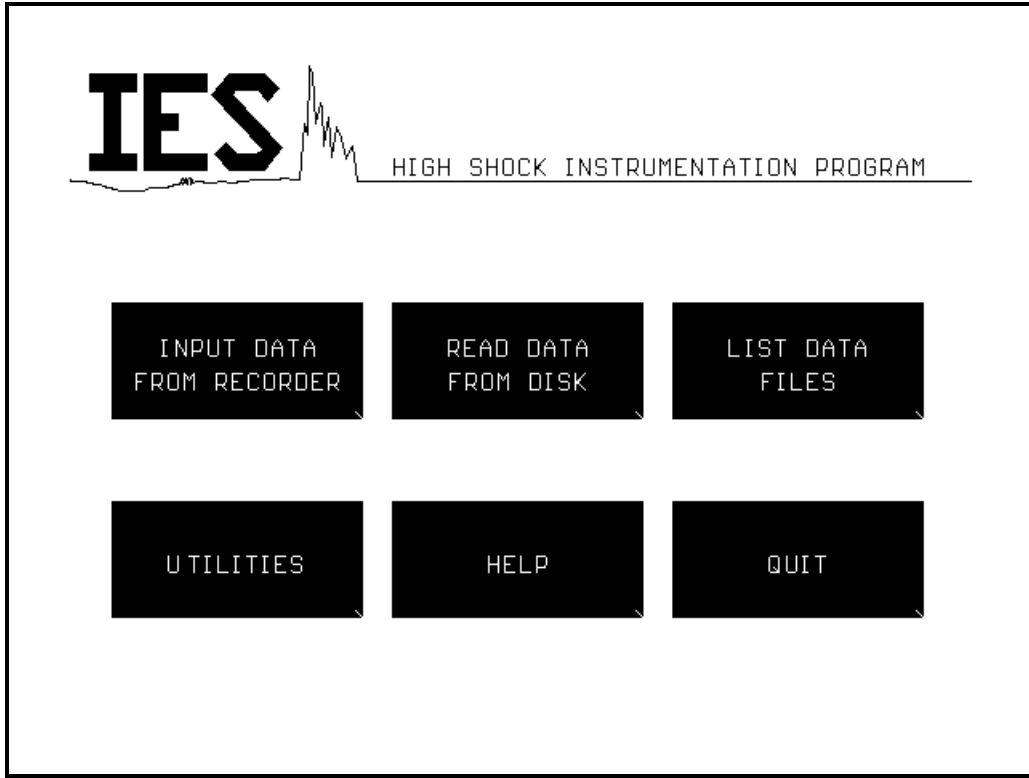 IES
HIGH SHOCK INSTRUMENTATION PROGRAM
INPUT DATA
FROM RECORDER
READ DATA
FROM DISK
LIST DATA
FILES
UTILITIES
HELP
QUIT